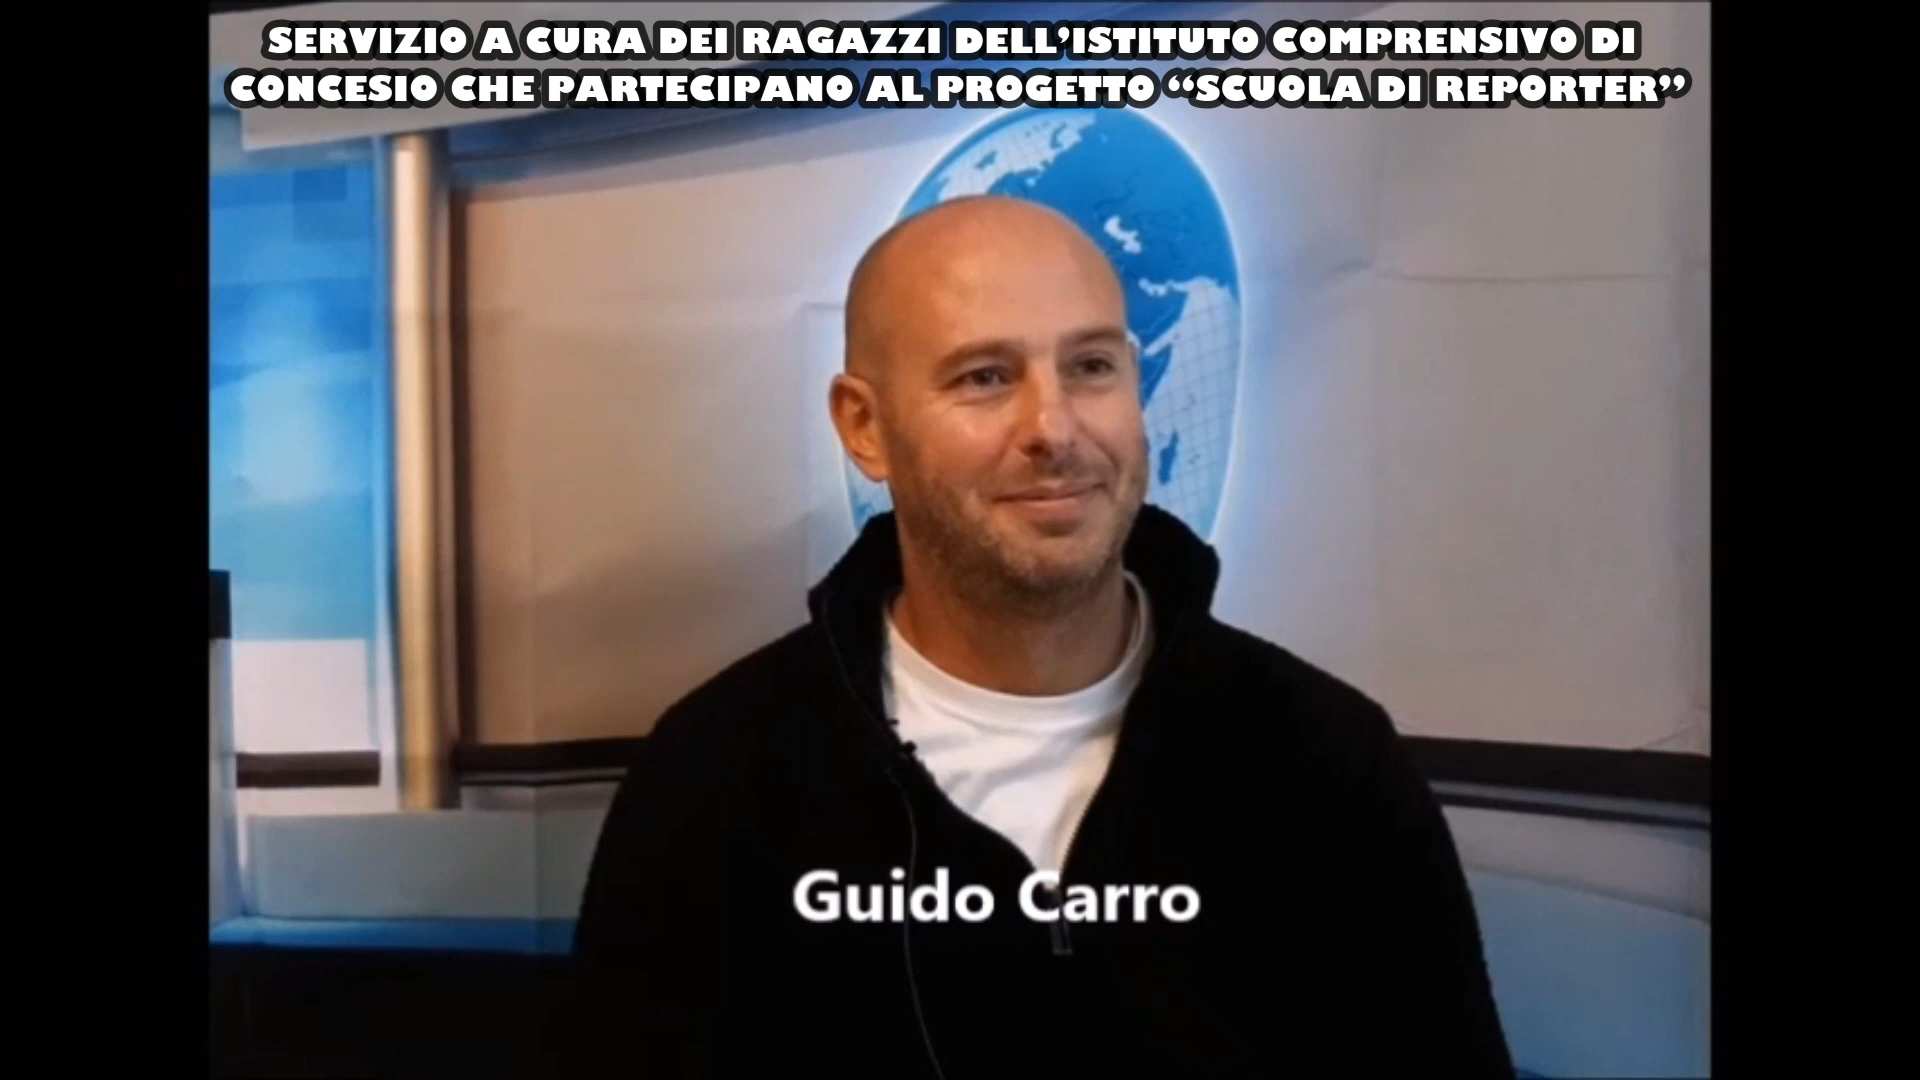 SERVIZIO A CURA DEI RAGAZZI DELL'ISTITUTO COMPRENSIVO DI
CONCESIO CHE PARTECIPANO AL PROGETTO “SCUOLA DI REPORTER”
Guido Carro